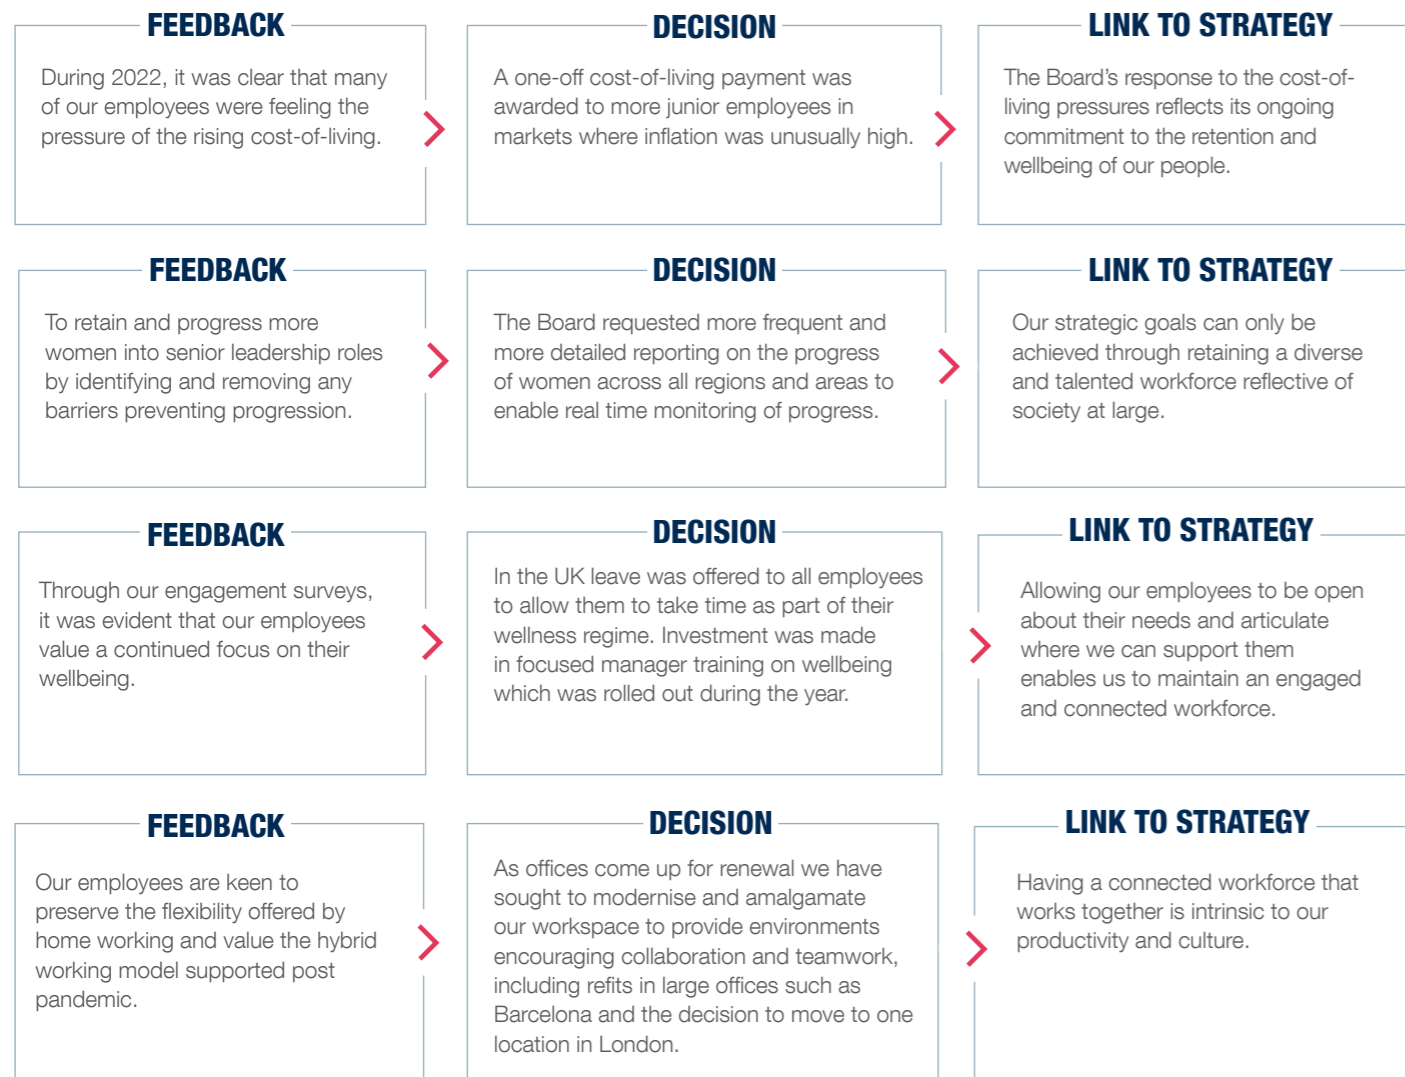 FEEDBACK
During 2022, it was clear that many
of our employees were feeling the
pressure of the rising cost-of-living.
DECISION
A one-off cost-of-living payment was
awarded to more junior employees in
markets where inflation was unusually high.
LINK TO STRATEGY
The Board's response to the cost-of-
living pressures reflects its ongoing
commitment to the retention and
wellbeing of our people.
FEEDBACK
To retain and progress more
women into senior leadership roles
by identifying and removing any
barriers preventing progression.
DECISION
The Board requested more frequent and
more detailed reporting on the progress
of women across all regions and areas to
enable real time monitoring of progress.
LINK TO STRATEGY
Our strategic goals can only be
achieved through retaining a diverse
and talented workforce reflective of
society at large.
FEEDBACK
Through our engagement surveys,
it was evident that our employees
value a continued focus on their
wellbeing.
DECISION
In the UK leave was offered to all employees
to allow them to take time as part of their
wellness regime. Investment was made
in focused manager training on wellbeing
which was rolled out during the year.
LINK TO STRATEGY
Allowing our employees to be open
about their needs and articulate
where we can support them
enables us to maintain an engaged
and connected workforce.
FEEDBACK
Our employees are keen to
preserve the flexibility offered by
home working and value the hybrid
working model supported post
pandemic.
DECISION
As offices come up for renewal we have
sought to modernise and amalgamate
our workspace to provide environments
encouraging collaboration and teamwork,
including refits in large offices such as
Barcelona and the decision to move to one
location in London.
LINK TO STRATEGY
Having a connected workforce that
works together is intrinsic to our
productivity and culture.